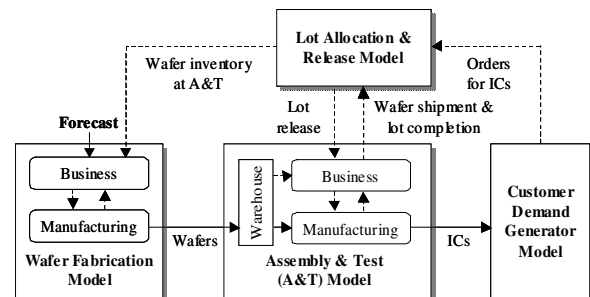 Lot Allocation &
Release Model
Wafer inventory
at A&T
Orders
for ICs
Forecast
Lot
release
Wafer shipment &
lot completion
Business
Manufacturing
Wafer Fabrication
Model
Wafers
Warehouse
Business
Manufacturing
Assembly & Test
(A&T) Model
ICs
Customer
Demand
Generator
Model